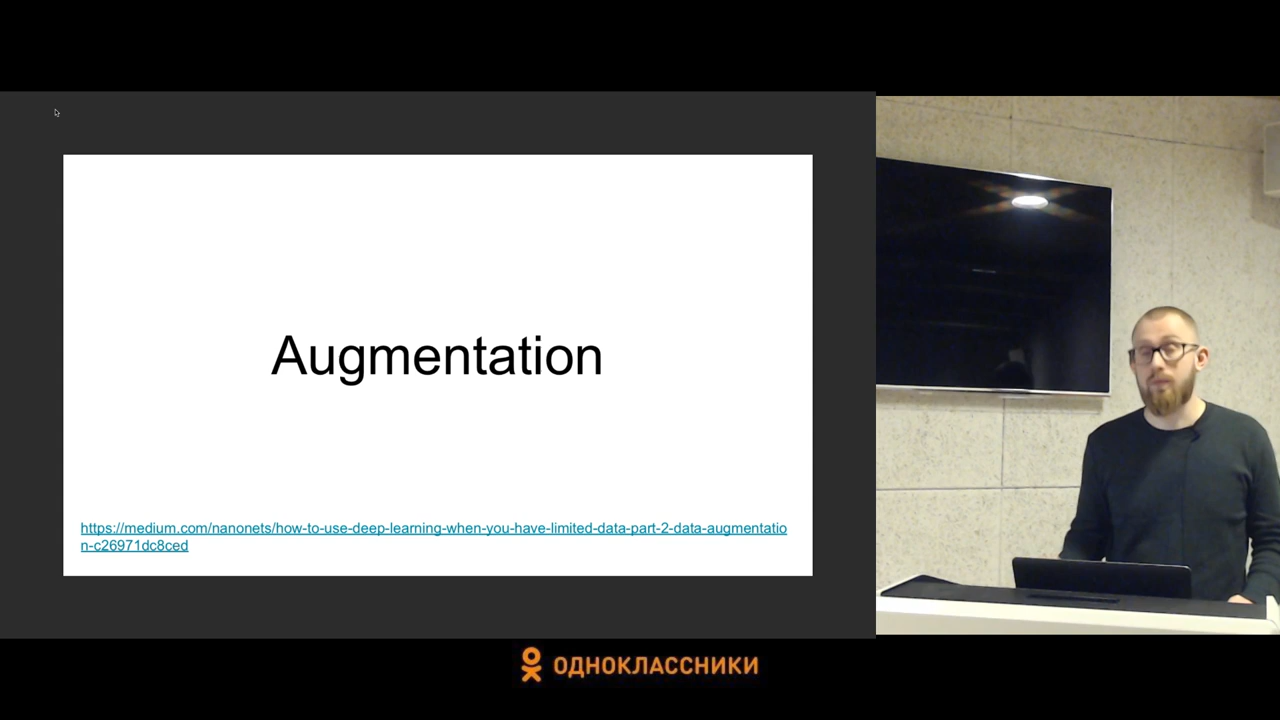 Augmentation
https://medium.com/nanonets/how-to-use-deep-learning-when-you-have-limited-data-part-2-data-augmentatio
n-c26971dc8ced
ОДНОКЛАССНИКИ